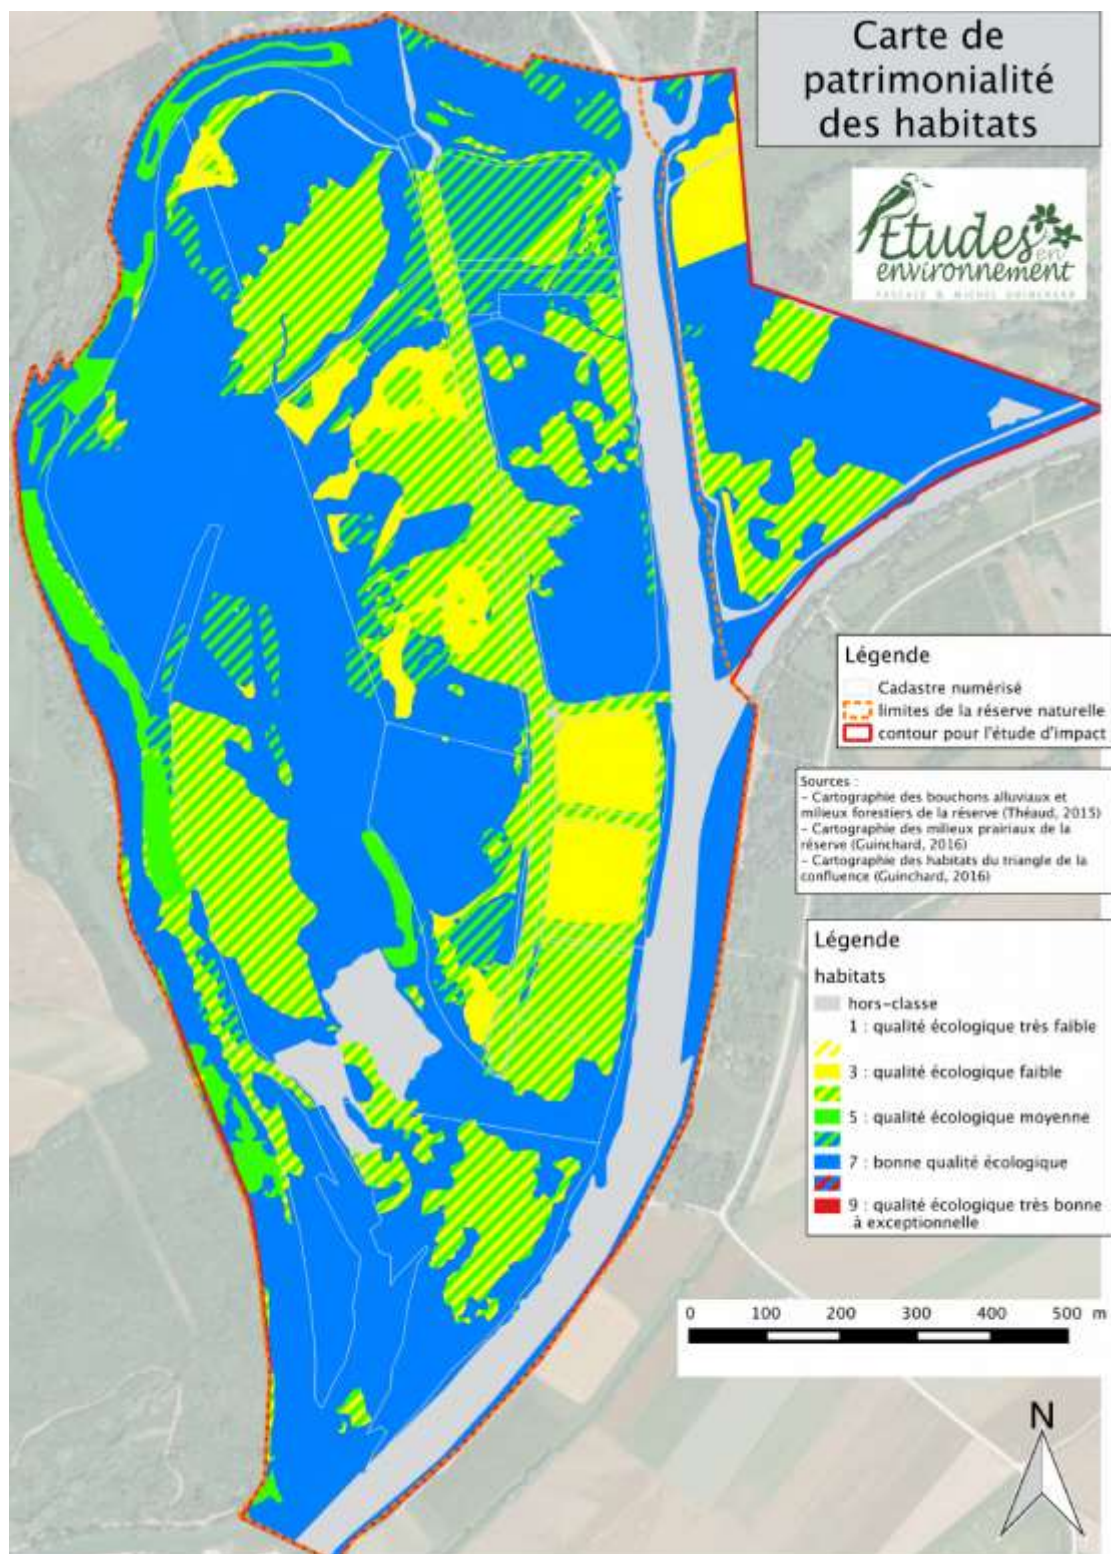 Carte de
patrimonialité
des habitats
Etudes
en
environnement
Légende
Cadastre numérisé
limites de la réserve naturelle
contour pour l'étude d'impact
Sources :
- Cartographie des bouchons alluviaux et
milieux forestiers de la réserve (Théaud, 2015)
- Cartographie des milieux prairiaux de la
réserve (Guinchard, 2016)
- Cartographie des habitats du triangle de la
confluence (Guinchard, 2016)
Légende
habitats
hors-classe
1 : qualité écologique très faible
3 : qualité écologique faible
5 : qualité écologique moyenne
7 : bonne qualité écologique
9 : qualité écologique très bonne
à exceptionnelle
0 100 200 300 400 500 m
N